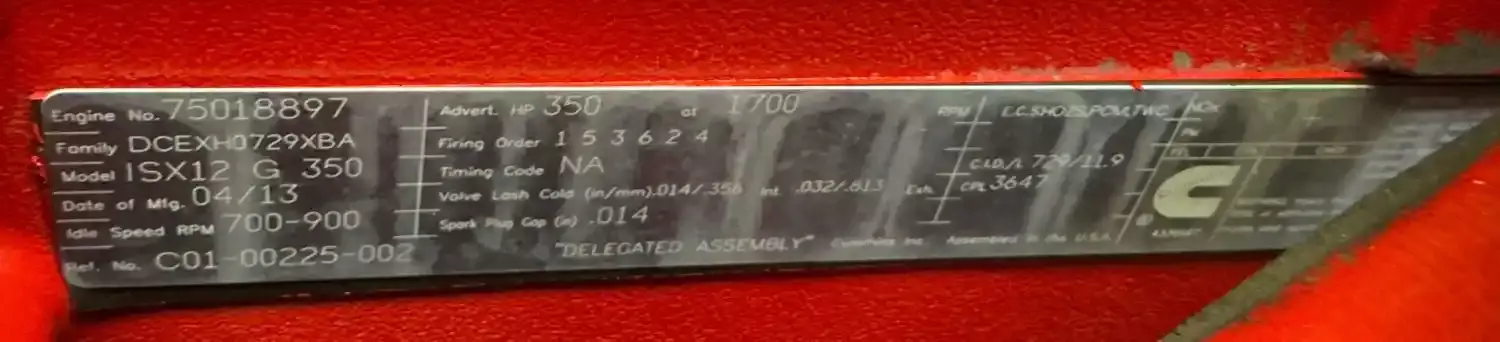 Engine No. 75018897
Family DCEXH0729XBA
Model ISX12 G 350
Date of Mfg. 04/13
Idle Speed RPM 700-900
Ref. No. C01-00225-002
Advert. HP 350 at 1700 RPM
Firing Order 1 5 3 6 2 4
Timing Code NA
Valve Lash Cold (in/mm) .014/.356 Int. .032/.813 Exh.
Spark Plug Gap (in) .014
"DELEGATED ASSEMBLY" Cummins Inc. Assembled in the U.S.A.
C.I.D./L 729/11.9
CPL 3647
NOx
PM